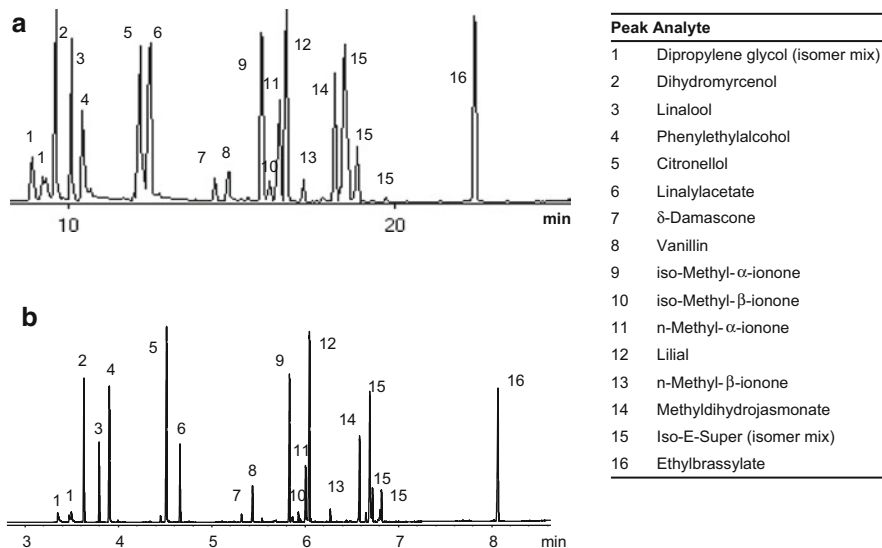 a
2
3
4
1
1
5
6
7
8
9
10
11
12
13
14
15
15
15
16
10
20
min
b
1
1
2
3
4
5
6
7
8
9
10
11
12
13
14
15
15
15
16
3
4
5
6
7
8
min
Peak Analyte
1 Dipropylene glycol (isomer mix)
2 Dihydromyrcenol
3 Linalool
4 Phenylethylalcohol
5 Citronellol
6 Linalylacetate
7 δ-Damascone
8 Vanillin
9 iso-Methyl-α-ionone
10 iso-Methyl-β-ionone
11 n-Methyl-α-ionone
12 Lilial
13 n-Methyl-β-ionone
14 Methyldihydrojasmonate
15 Iso-E-Super (isomer mix)
16 Ethylbrassylate